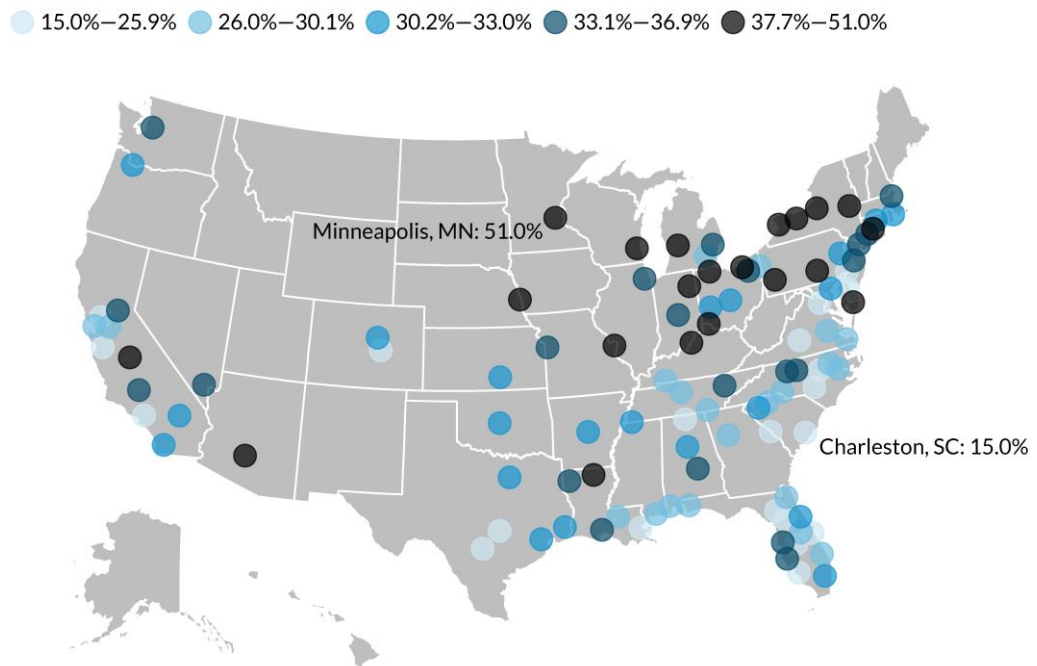 15.0%—25.9% 26.0%—30.1% 30.2%—33.0% 33.1%—36.9% 37.7%—51.0%
Minneapolis, MN: 51.0%
Charleston, SC: 15.0%